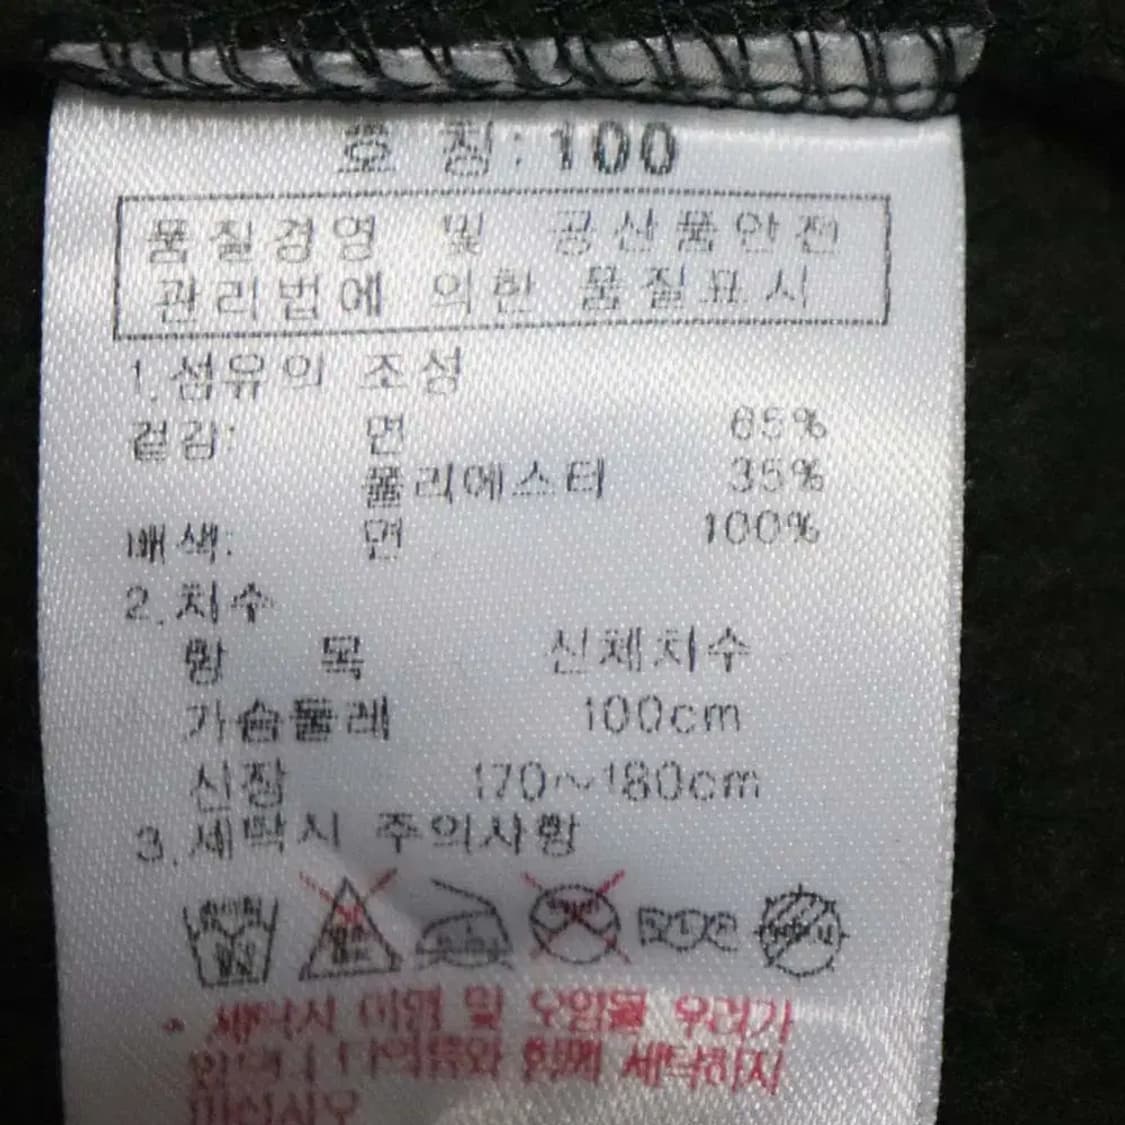 호 칭: 100
품질경영 및 공산품안전
관리법에 의한 품질표시
1. 섬유의 조성
겉감: 면 65%
폴리에스터 35%
배색: 면 100%
2. 치수
항 목 신체치수
가슴둘레 100cm
신장 170~180cm
3. 세탁시 주의사항
세탁시 이염 및 오염될 우려가
다른의류와 함께 세탁하지
마십시오